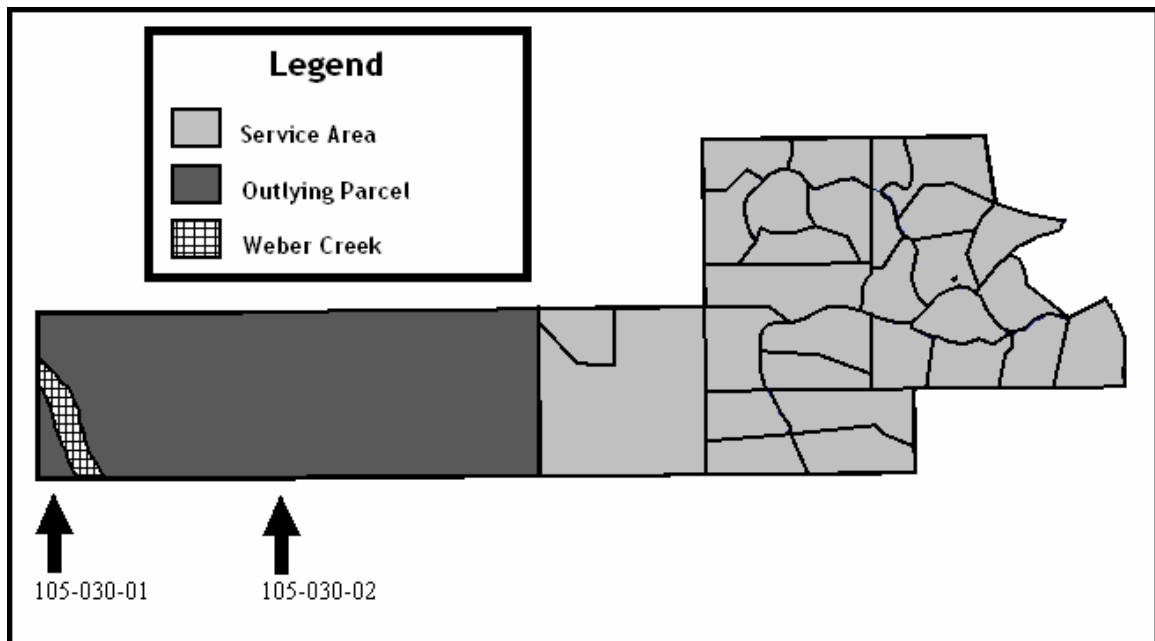 Legend
Service Area
Outlying Parcel
Weber Creek
105-030-01
105-030-02